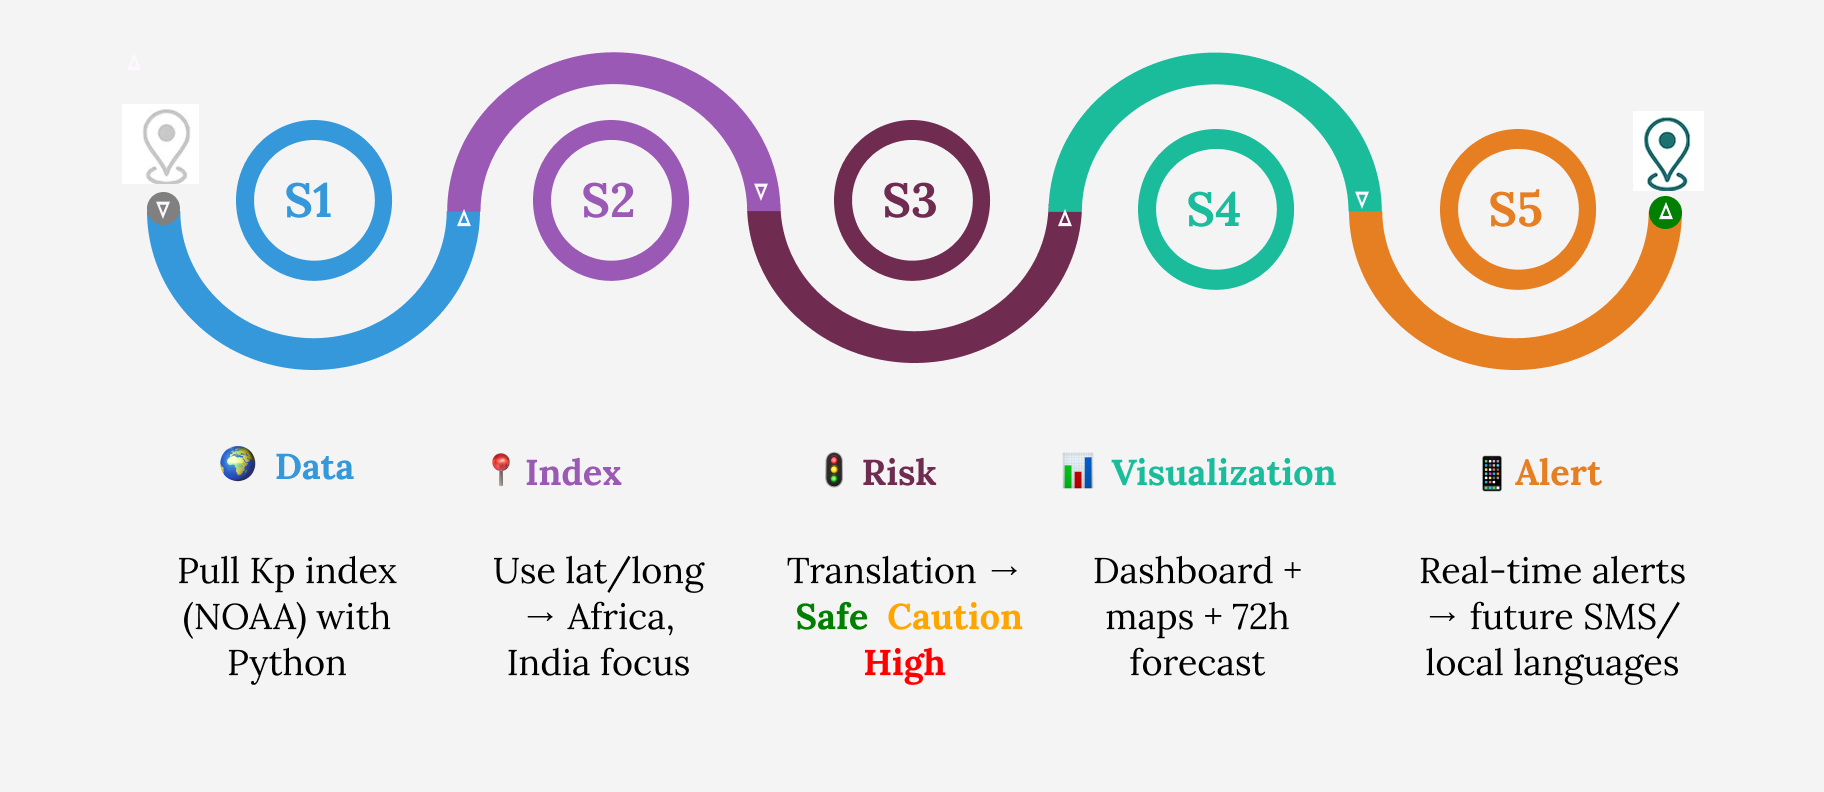 S1
S2
S3
S4
S5
Data
Index
Risk
Visualization
Alert
Pull Kp index
(NOAA) with
Python
Use lat/long
→ Africa,
India focus
Translation →
Safe Caution
High
Dashboard +
maps + 72h
forecast
Real-time alerts
→ future SMS/
local languages